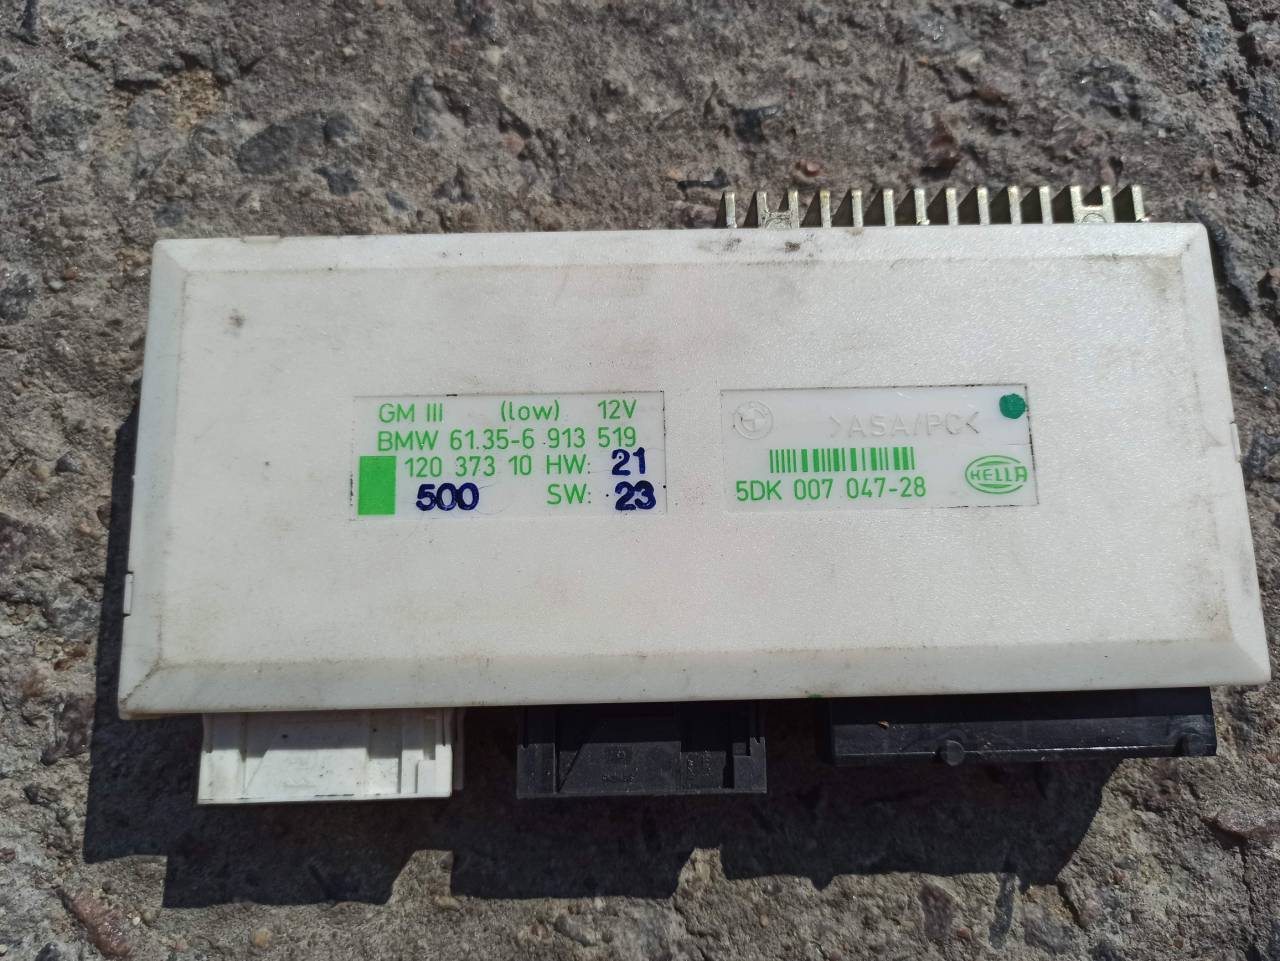 GM III (low) 12V
BMW 61.35-6 913 519
120 373 10 HW: 21
500 SW: 23
>ASA/PC<
5DK 007 047-28
HELLA